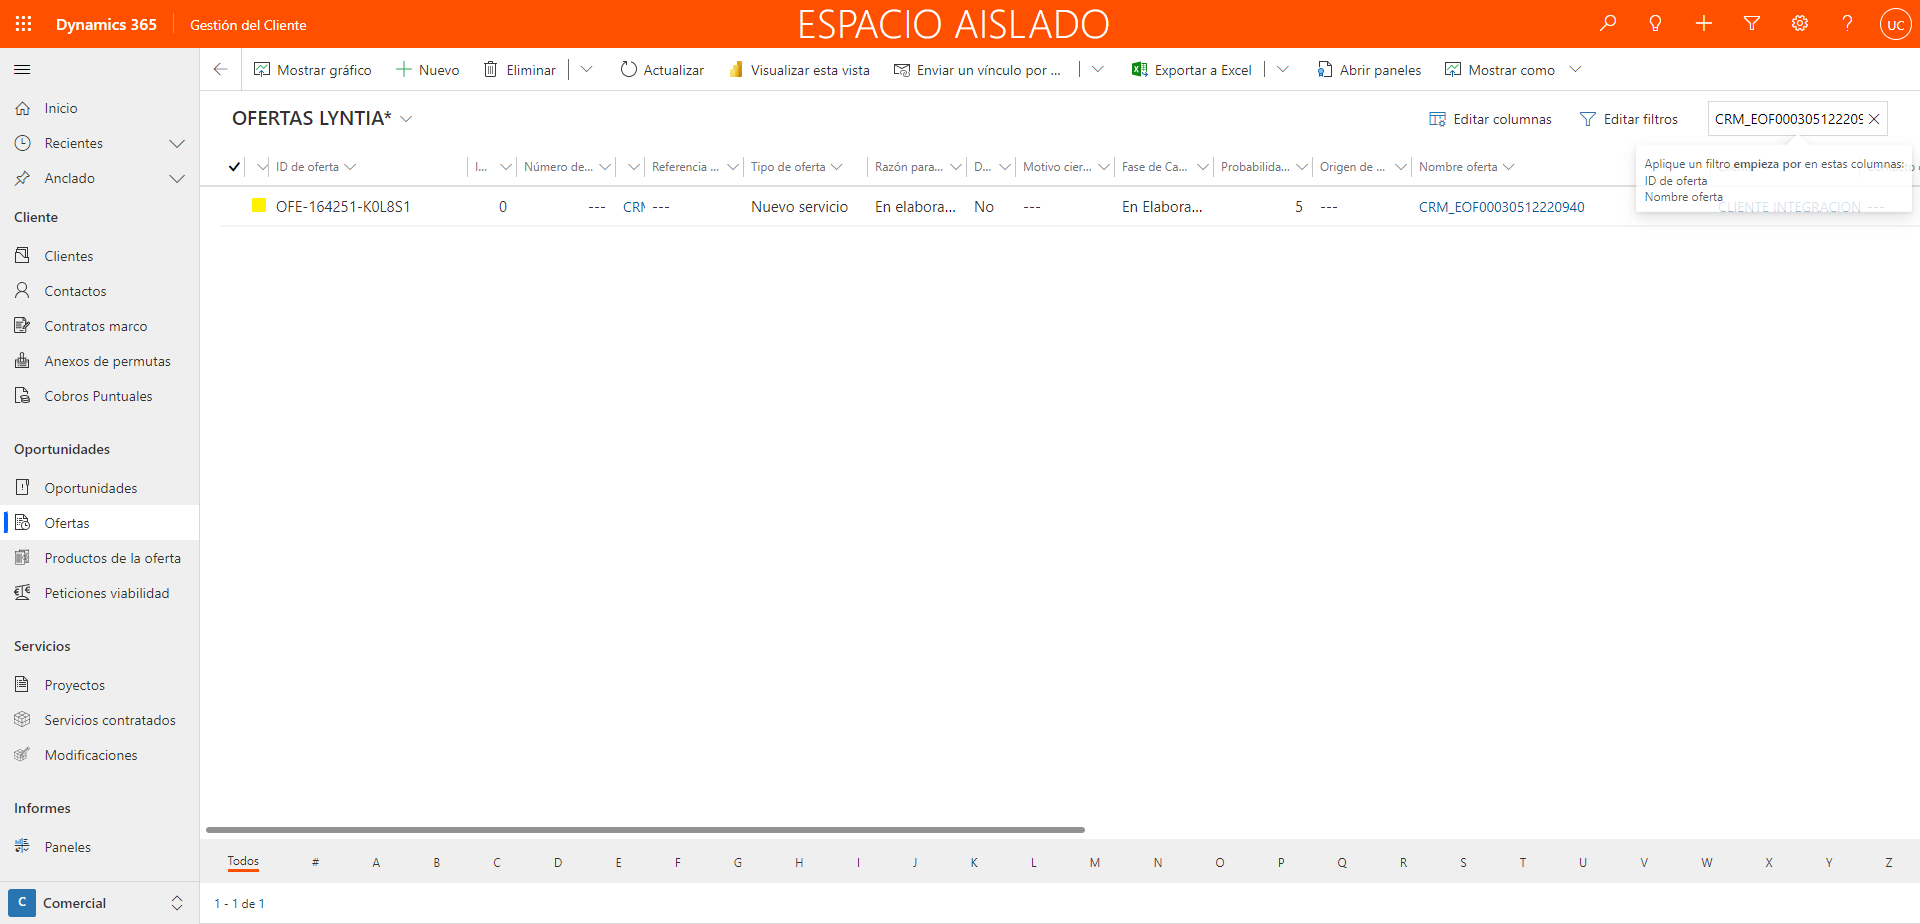 Dynamics 365
Gestión del Cliente
ESPACIO AISLADO
UC
Mostrar gráfico
Nuevo
Eliminar
Actualizar
Visualizar esta vista
Enviar un vínculo por ...
Exportar a Excel
Abrir paneles
Mostrar como
Inicio
Recientes
Anclado
Cliente
Clientes
Contactos
Contratos marco
Anexos de permutas
Cobros Puntuales
Oportunidades
Oportunidades
Ofertas
Productos de la oferta
Peticiones viabilidad
Servicios
Proyectos
Servicios contratados
Modificaciones
Informes
Paneles
C Comercial
OFERTAS LYNTIA*
Editar columnas
Editar filtros
CRM_EOF000305122209
ID de oferta I... Número de... Referencia ... Tipo de oferta Razón para... D... Motivo cier... Fase de Ca... Probabilida... Origen de ... Nombre oferta
Aplique un filtro empieza por en estas columnas:
ID de oferta
Nombre oferta
OFE-164251-K0L8S1 0 --- CRM --- Nuevo servicio En elabora... No --- En Elabora... 5 --- CRM_EOF00030512220940 CLIENTE INTEGRACION ---
Todos # A B C D E F G H I J K L M N O P Q R S T U V W X Y Z
1 - 1 de 1